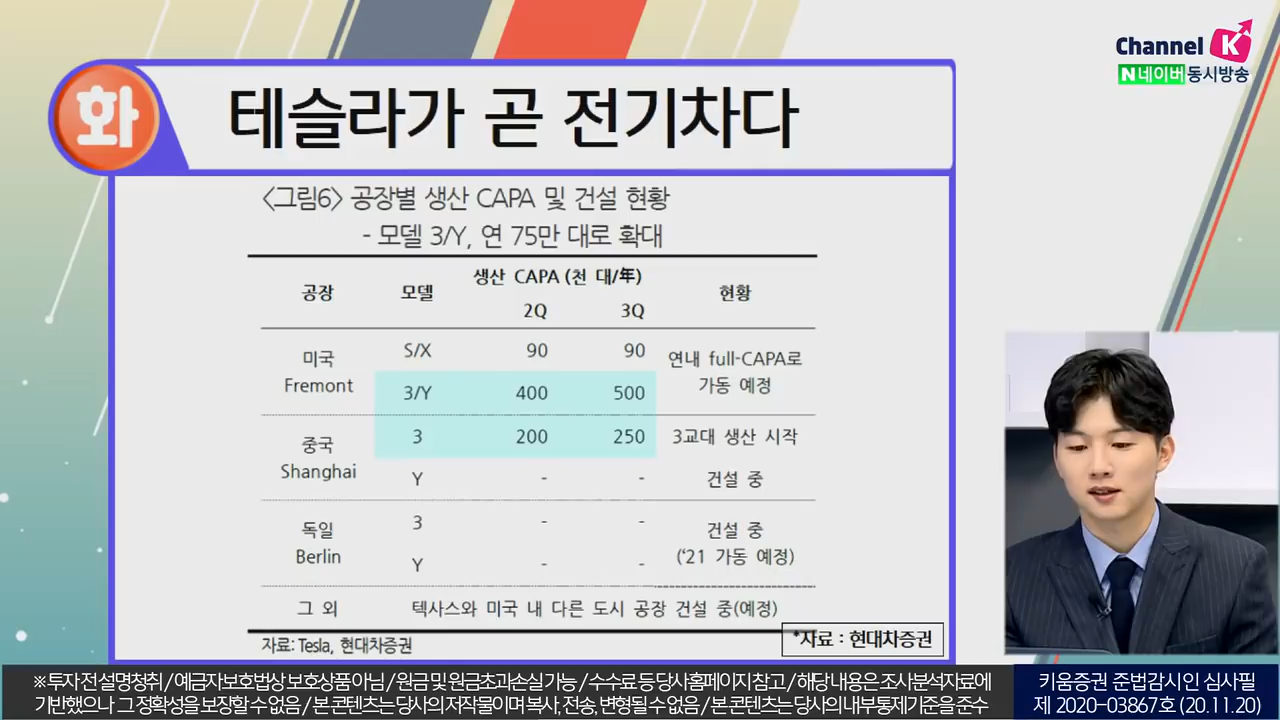 Channel K
N 네이버 동시방송
화
테슬라가 곧 전기차다
<그림6> 공장별 생산 CAPA 및 건설 현황
- 모델 3/Y, 연 75만 대로 확대
공장 모델 생산 CAPA (천 대/年) 현황
2Q 3Q
미국 Fremont S/X 90 90 연내 full-CAPA로 가동 예정
3/Y 400 500
중국 Shanghai 3 200 250 3교대 생산 시작
Y - - 건설 중
독일 Berlin 3 - - 건설 중 (‘21 가동 예정)
Y - -
그 외 텍사스와 미국 내 다른 도시 공장 건설 중(예정)
자료: Tesla, 현대차증권
*자료 : 현대차증권
※ 투자 전 설명청취 / 예금자보호법상 보호상품 아님 / 원금 및 원금초과손실 가능 / 수수료 등 당사홈페이지 참고 / 해당 내용은 조사분석자료에
기반했으나 그 정확성을 보장할 수 없음 / 본 콘텐츠는 당사의 저작물이며 복사, 전송, 변형될 수 없음 / 본 콘텐츠는 당사의 내부통제기준을 준수
키움증권 준법감시인 심사필
제 2020-03867호 (20.11.20)